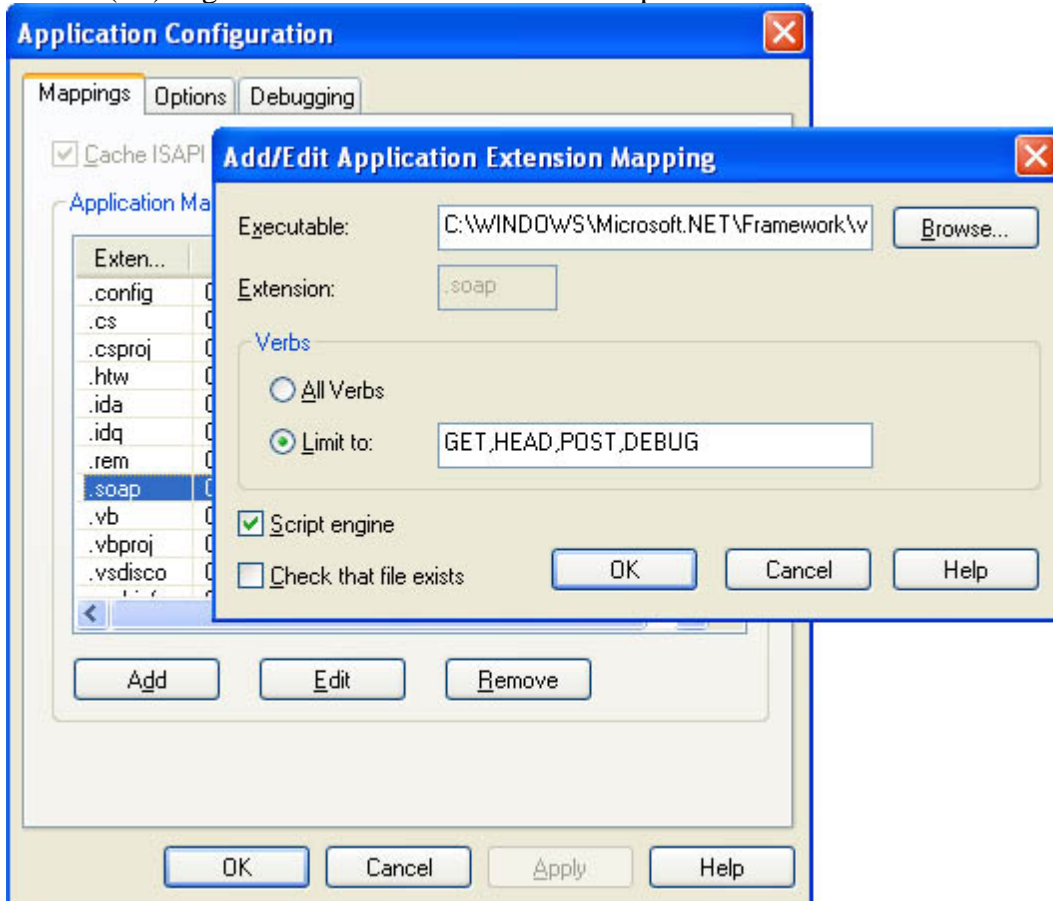 Application Configuration
Mappings Options Debugging
Cache ISAPI
Add/Edit Application Extension Mapping
Application Ma
Executable: C:\WINDOWS\Microsoft.NET\Framework\v Browse...
Exten...
Extension: .soap
.config
.cs
.csproj
.htw
.ida
.idq
.rem
.soap
.vb
.vbproj
.vsdisco
Verbs
All Verbs
Limit to: GET,HEAD,POST,DEBUG
Script engine
Check that file exists
OK Cancel Help
Add Edit Remove
OK Cancel Apply Help